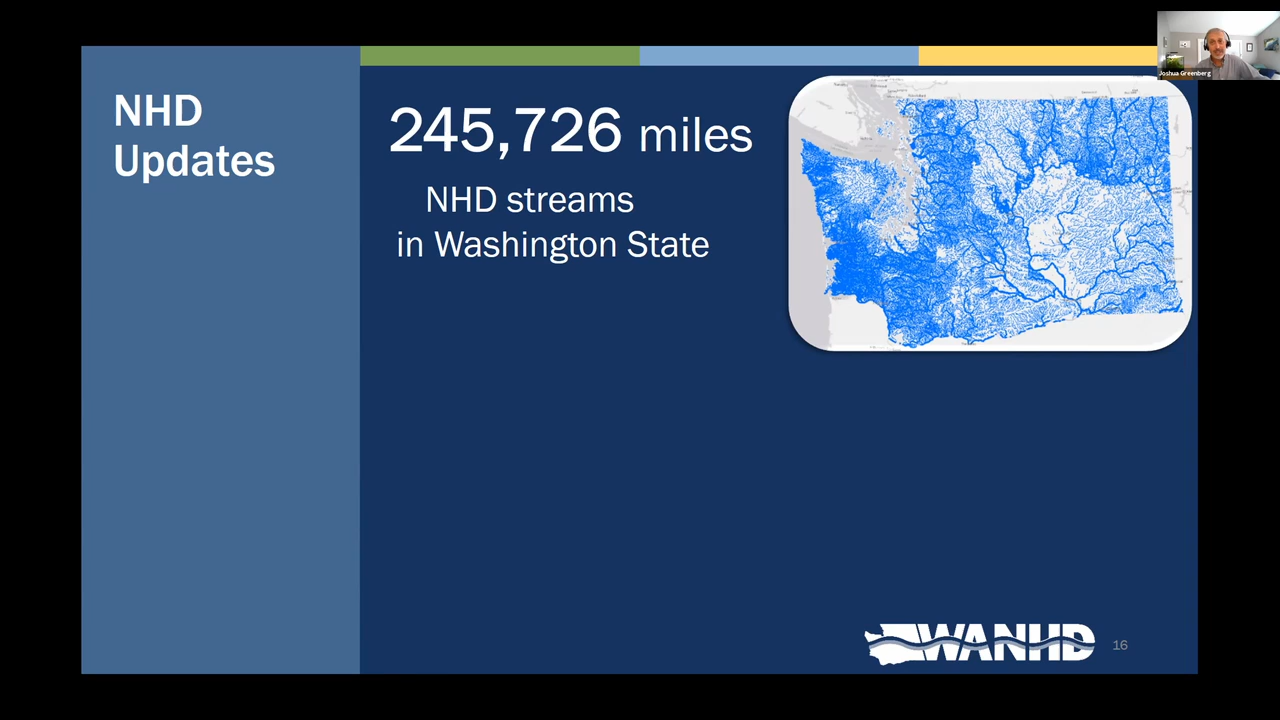 NHD
Updates
245,726 miles
NHD streams
in Washington State
Joshua Greenberg
WANHD
16